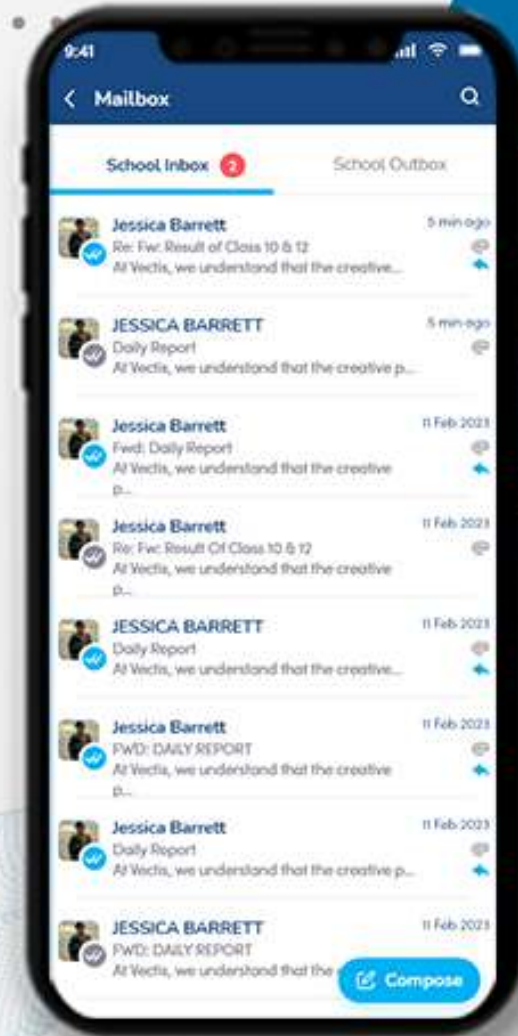 9:41
Mailbox
School Inbox 2
School Outbox
Jessica Barrett 5 min ago
Re: Fw: Result of Class 10 & 12
At Vectis, we understand that the creative...
JESSICA BARRETT 5 min ago
Daily Report
At Vectis, we understand that the creative p...
Jessica Barrett 11 Feb 2023
Fwd: Daily Report
At Vectis, we understand that the creative
p...
Jessica Barrett 11 Feb 2023
Re: Fw: Result Of Class 10 & 12
At Vectis, we understand that the creative
p...
JESSICA BARRETT 11 Feb 2023
Daily Report
At Vectis, we understand that the creative...
Jessica Barrett 11 Feb 2023
FWD: DAILY REPORT
At Vectis, we understand that the creative
p...
Jessica Barrett 11 Feb 2023
Daily Report
At Vectis, we understand that the creative p...
JESSICA BARRETT 11 Feb 2023
FWD: DAILY REPORT
At Vectis, we understand that the
Compose